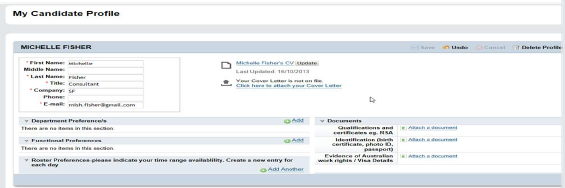 My Candidate Profile
MICHELLE FISHER
Save Undo Cancel Delete Profile
* First Name: Michelle
Middle Name:
* Last Name: Fisher
* Title: Consultant
* Company: SF
Phone:
* E-mail: mlsh.fisher@gmail.com
Michelle Fisher's CV Update
Last Updated: 16/10/2013
Your Cover Letter is not on file.
Click here to attach your Cover Letter
Department Preference/s Add
There are no items in this section.
Functional Preferences Add
There are no items in this section.
Roster Preferences-please indicate your time range availability. Create a new entry for
each day
Add Another
Documents
Qualifications and
certificates eg. RSA Attach a document
Identification (birth
certificate, photo ID,
passport) Attach a document
Evidence of Australian
work rights / Visa Details Attach a document